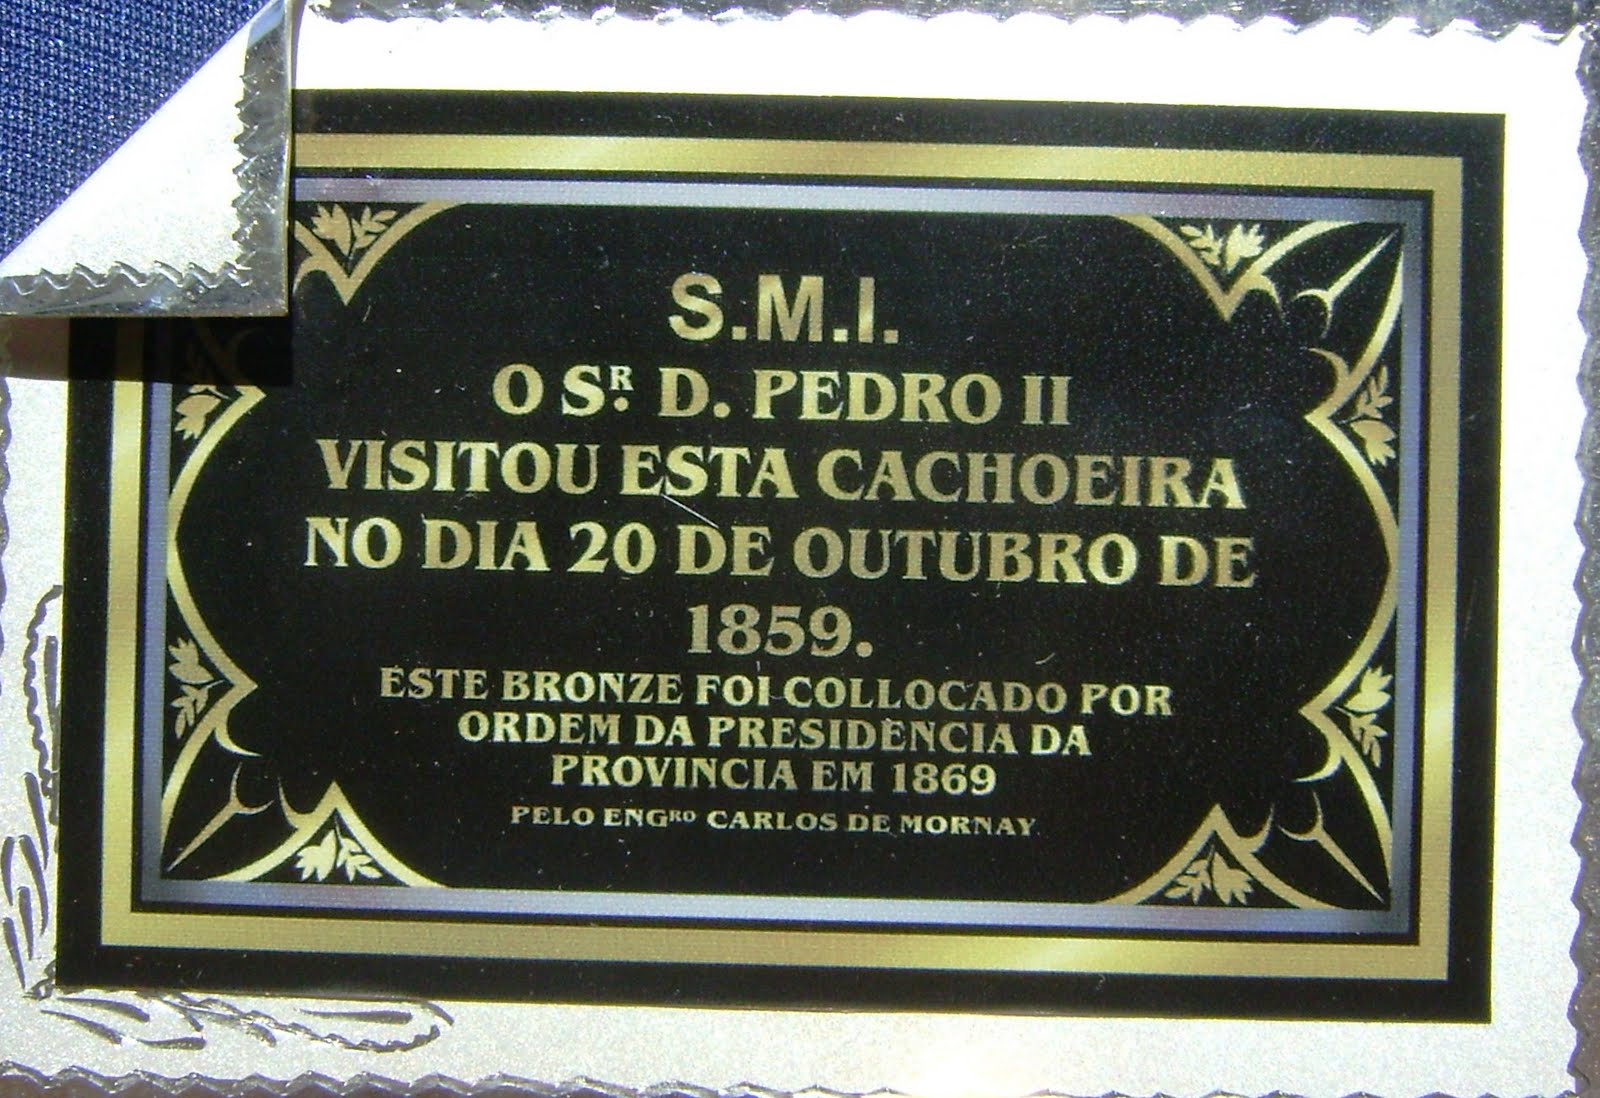 S.M.I.
O SR. D. PEDRO II
VISITOU ESTA CACHOEIRA
NO DIA 20 DE OUTUBRO DE
1859.
ESTE BRONZE FOI COLLOCADO POR
ORDEM DA PRESIDENCIA DA
PROVINCIA EM 1869
PELO ENGRO CARLOS DE MORNAY